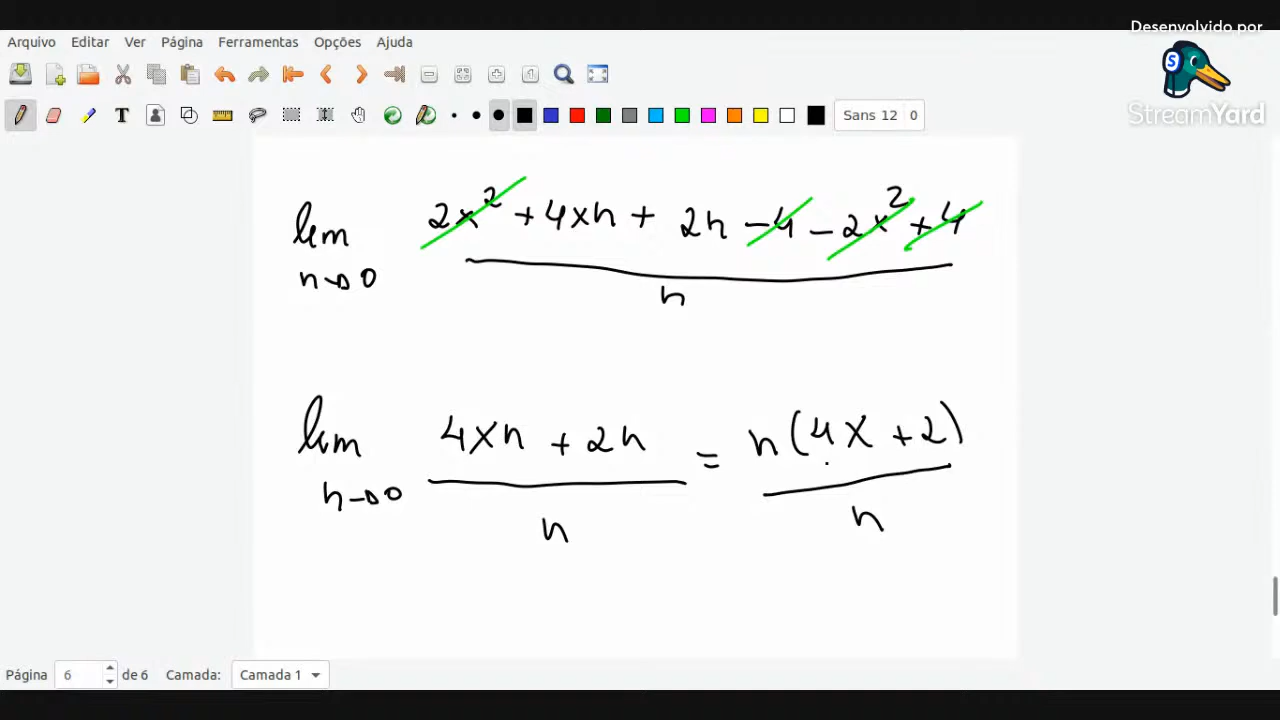 Desenvolvido por
Arquivo Editar Ver Página Ferramentas Opções Ajuda
S
StreamYard
T Sans 12 0
lim 2x² + 4xh + 2h - 4 - 2x² + 4
h→0 h
lim 4xh + 2h = h(4x + 2)
h→0 h h
Página 6 de 6 Camada: Camada 1